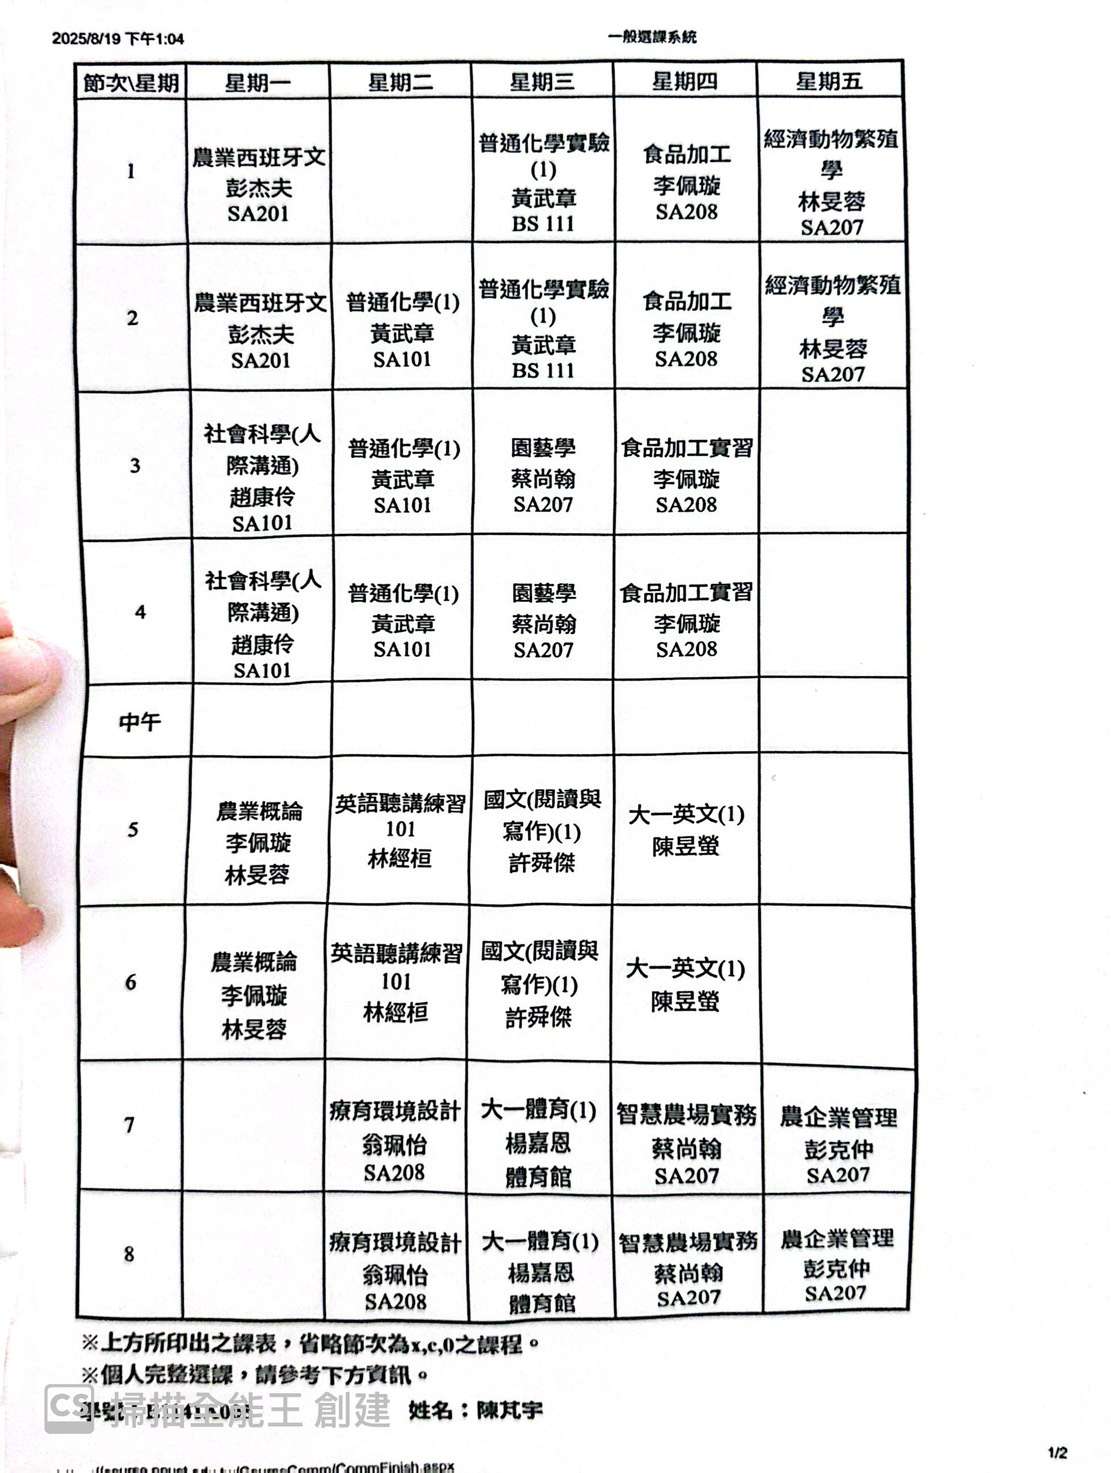 2025/8/19 下午1:04
一般選課系統
節次\星期 星期一 星期二 星期三 星期四 星期五
1
農業西班牙文
彭杰夫
SA201
普通化學實驗
(1)
黃武章
BS 111
食品加工
李佩璇
SA208
經濟動物繁殖
學
林旻蓉
SA207
2
農業西班牙文
彭杰夫
SA201
普通化學(1)
黃武章
SA101
普通化學實驗
(1)
黃武章
BS 111
食品加工
李佩璇
SA208
經濟動物繁殖
學
林旻蓉
SA207
3
社會科學(人
際溝通)
趙康伶
SA101
普通化學(1)
黃武章
SA101
園藝學
蔡尚翰
SA207
食品加工實習
李佩璇
SA208
4
社會科學(人
際溝通)
趙康伶
SA101
普通化學(1)
黃武章
SA101
園藝學
蔡尚翰
SA207
食品加工實習
李佩璇
SA208
中午
5
農業概論
李佩璇
林旻蓉
英語聽講練習
101
林經桓
國文(閱讀與
寫作)(1)
許舜傑
大一英文(1)
陳昱螢
6
農業概論
李佩璇
林旻蓉
英語聽講練習
101
林經桓
國文(閱讀與
寫作)(1)
許舜傑
大一英文(1)
陳昱螢
7
療育環境設計
翁珮怡
SA208
大一體育(1)
楊嘉恩
體育館
智慧農場實務
蔡尚翰
SA207
農企業管理
彭克仲
SA207
8
療育環境設計
翁珮怡
SA208
大一體育(1)
楊嘉恩
體育館
智慧農場實務
蔡尚翰
SA207
農企業管理
彭克仲
SA207
※上方所印出之課表，省略節次為x,c,0之課程。
※個人完整選課，請參考下方資訊。
學號：
姓名：陳芃宇
CS 掃描全能王 創建
1/2